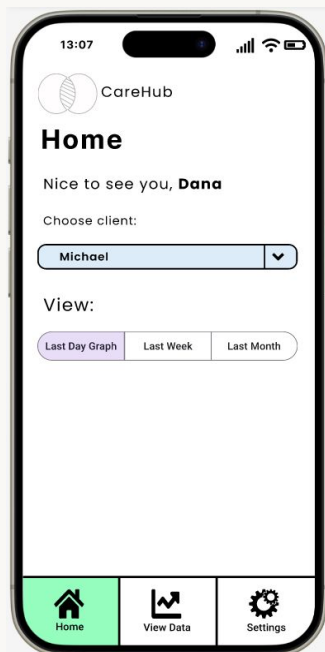 13:07
CareHub
Home
Nice to see you, Dana
Choose client:
Michael
View:
Last Day Graph Last Week Last Month
Home View Data Settings